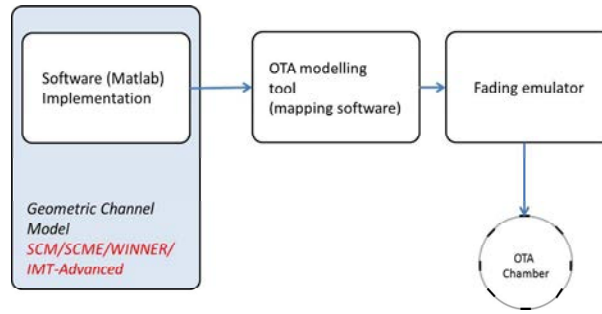 Software (Matlab)
Implementation
OTA modelling
tool
(mapping software)
Fading emulator
Geometric Channel
Model
SCM/SCME/WINNER/
IMT-Advanced
OTA
Chamber